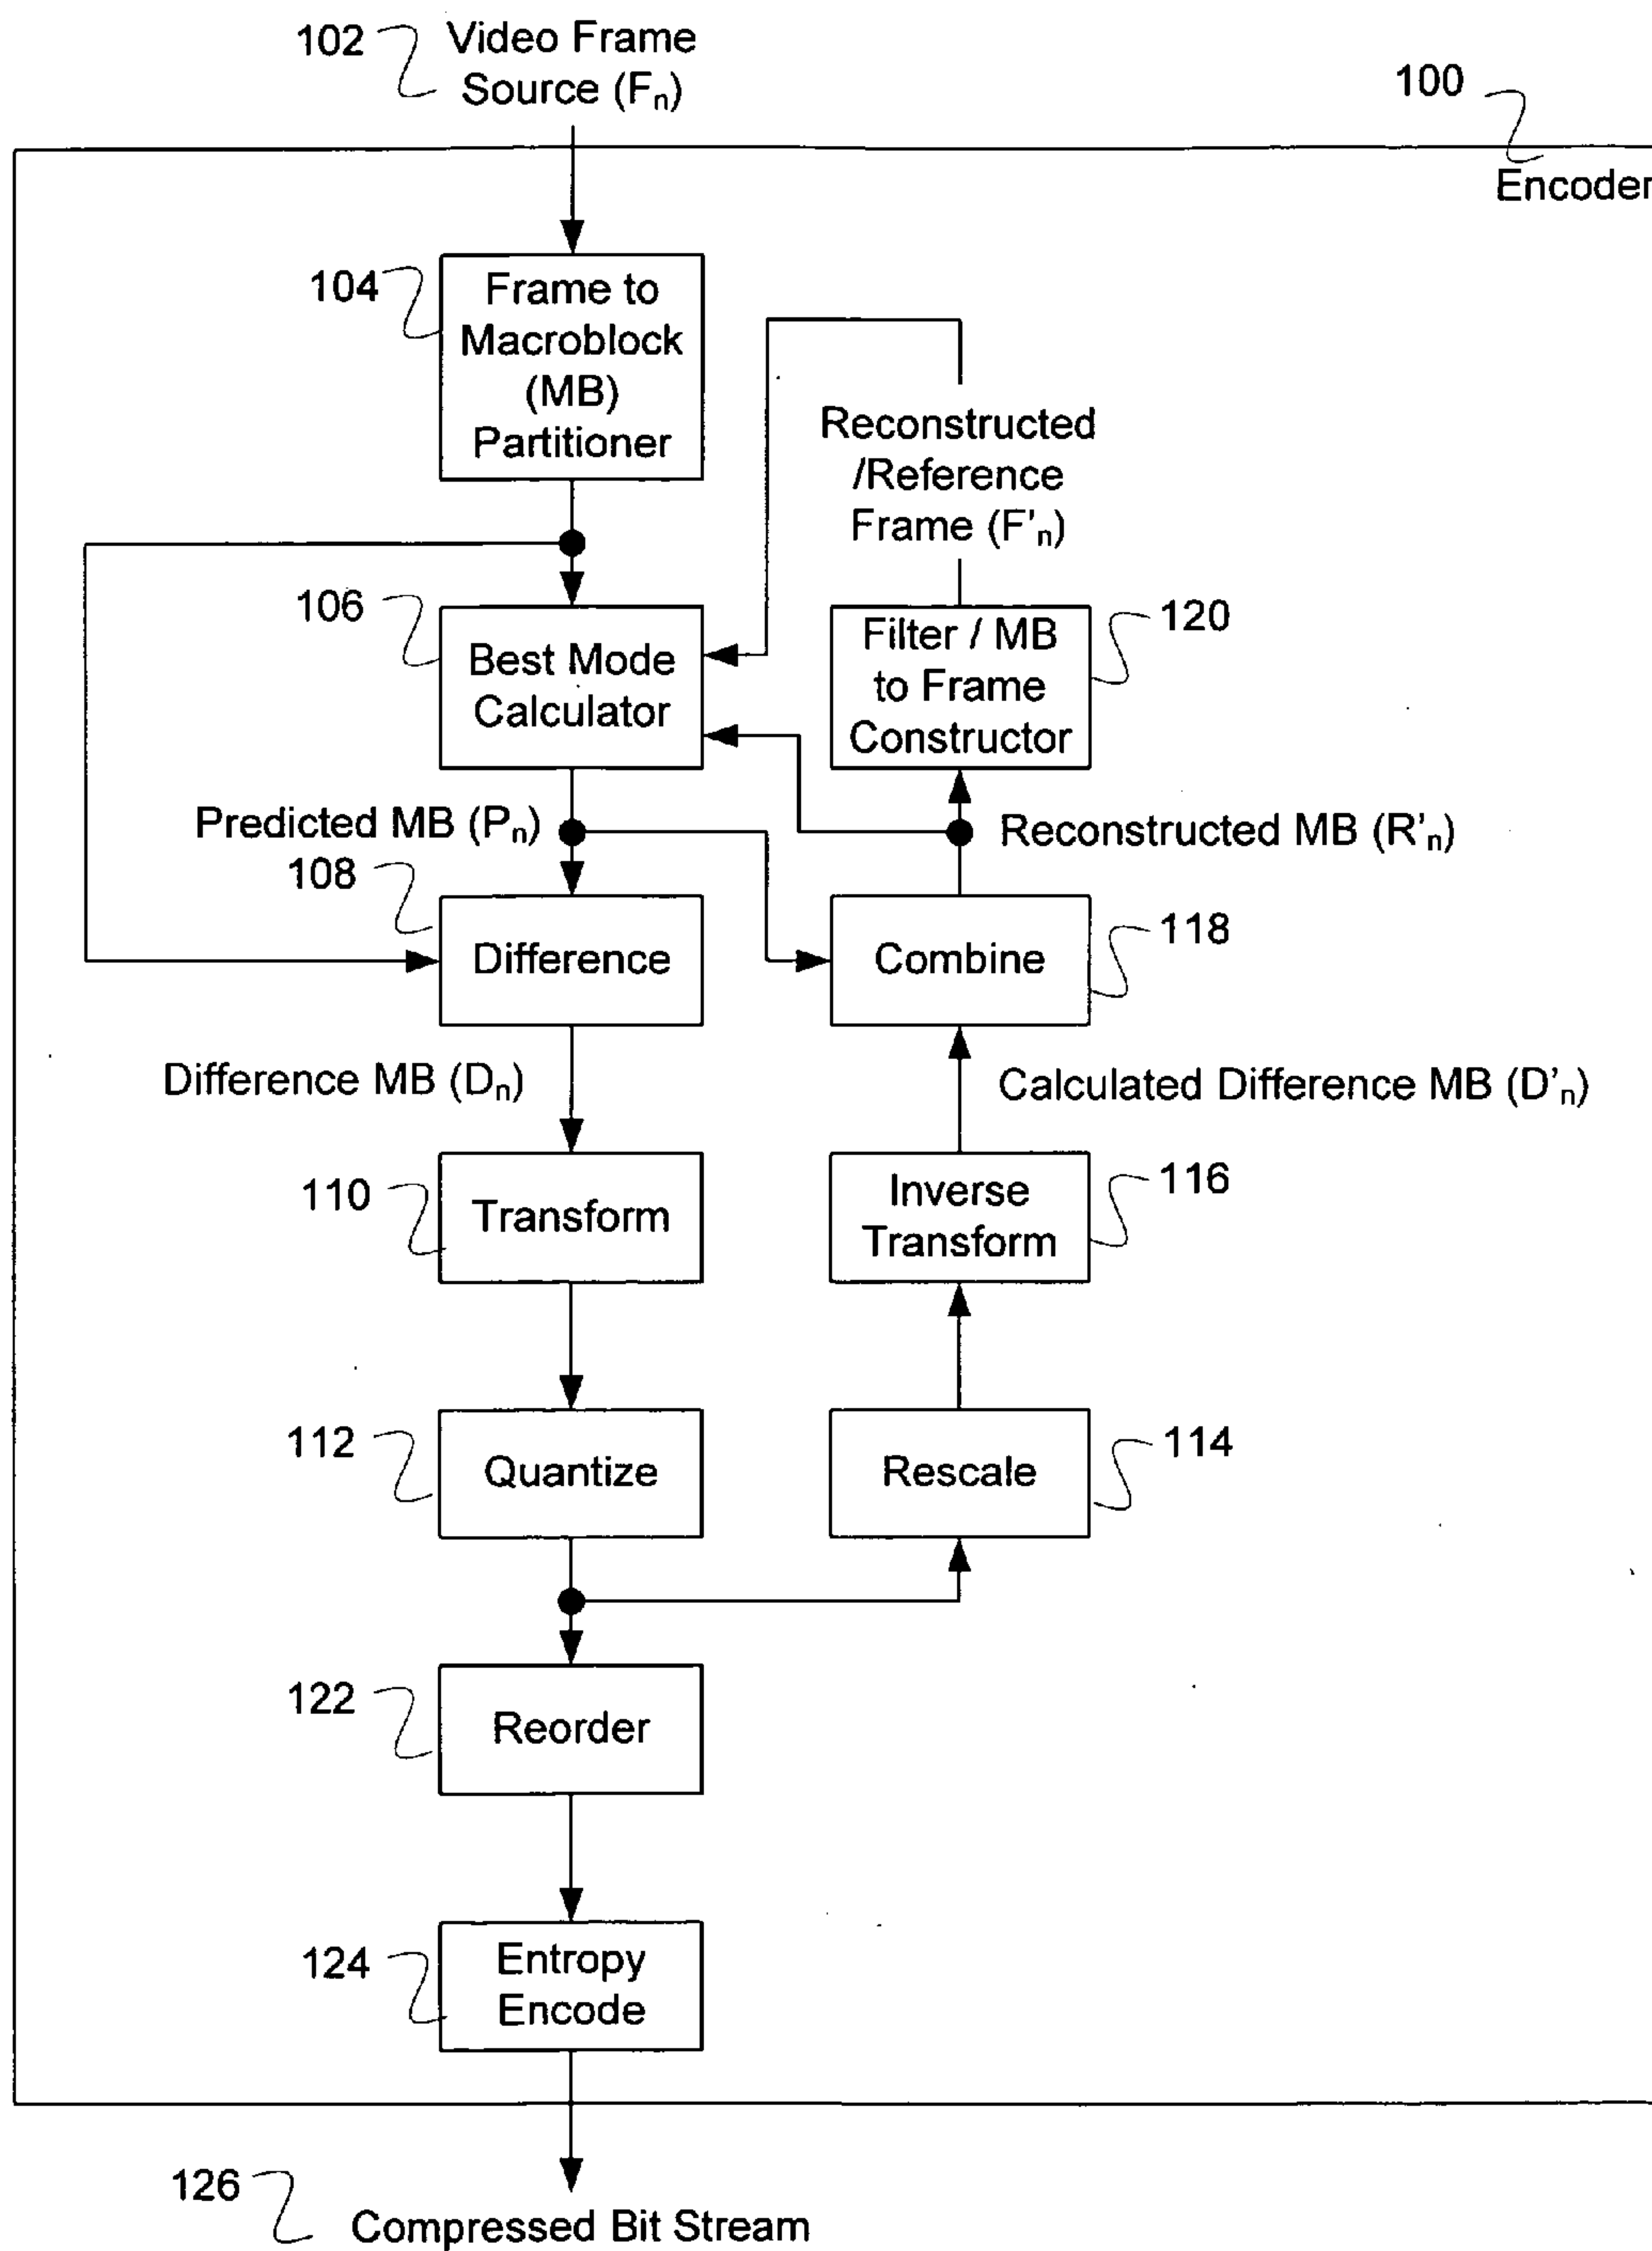 102
Video Frame
Source (Fn)
100
Encoder
104
Frame to
Macroblock
(MB)
Partitioner
Reconstructed
/Reference
Frame (F'n)
106
Best Mode
Calculator
Filter / MB
to Frame
Constructor
120
Predicted MB (Pn)
Reconstructed MB (R'n)
108
Difference
Combine
118
Difference MB (Dn)
Calculated Difference MB (D'n)
110
Transform
Inverse
Transform
116
112
Quantize
Rescale
114
122
Reorder
124
Entropy
Encode
126
Compressed Bit Stream